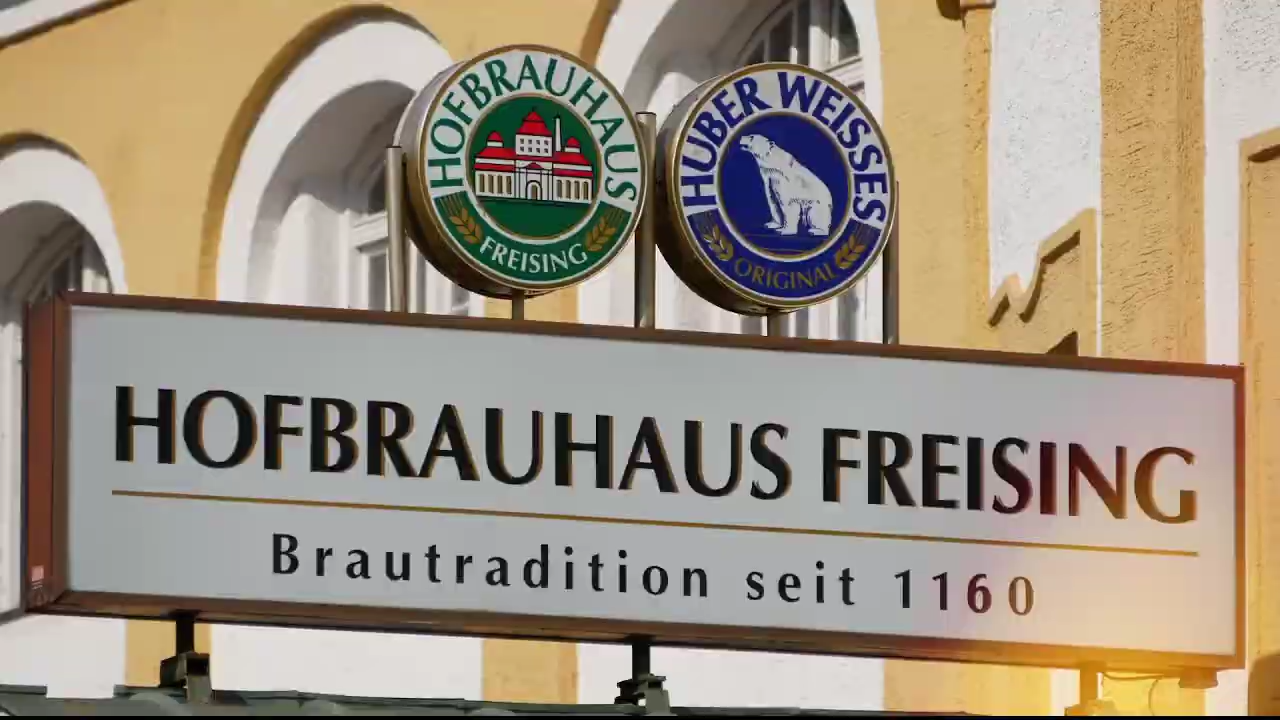 HOFBRAUHAUS
FREISING
HUBER WEISSES
ORIGINAL
HOFBRAUHAUS FREISING
Brautradition seit 1160